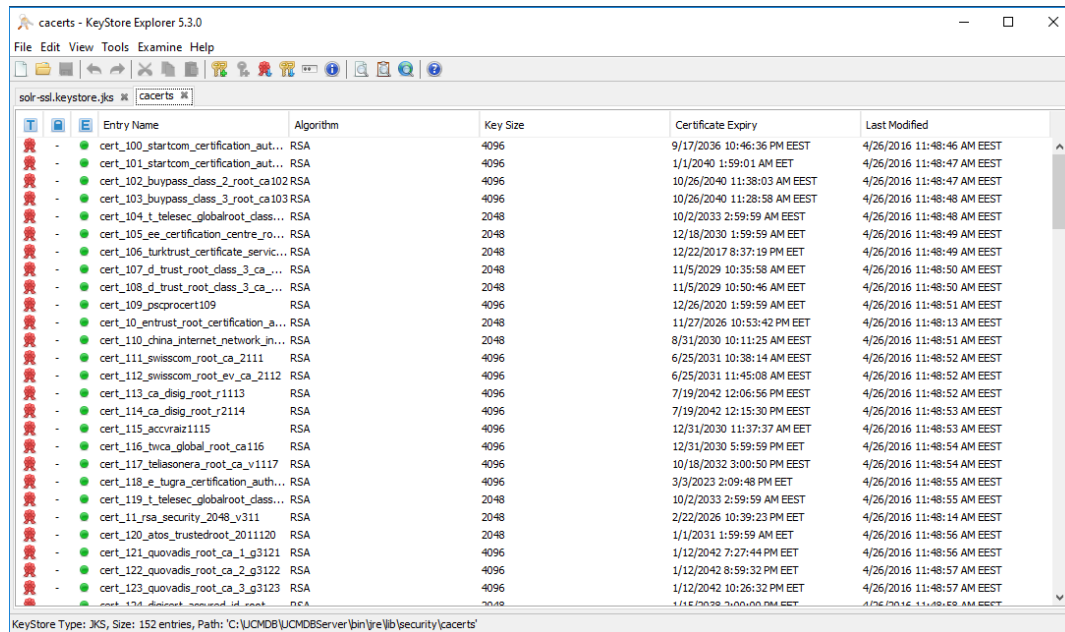 cacerts - KeyStore Explorer 5.3.0
File Edit View Tools Examine Help
solr-ssl.keystore.jks cacerts
T E Entry Name Algorithm Key Size Certificate Expiry Last Modified
- cert_100_startcom_certification_aut... RSA 4096 9/17/2036 10:46:36 PM EEST 4/26/2016 11:48:46 AM EEST
- cert_101_startcom_certification_aut... RSA 4096 1/1/2040 1:59:01 AM EET 4/26/2016 11:48:47 AM EEST
- cert_102_buypass_class_2_root_ca102 RSA 4096 10/26/2040 11:38:03 AM EEST 4/26/2016 11:48:47 AM EEST
- cert_103_buypass_class_3_root_ca103 RSA 4096 10/26/2040 11:28:58 AM EEST 4/26/2016 11:48:48 AM EEST
- cert_104_t_telesec_globalroot_class... RSA 2048 10/2/2033 2:59:59 AM EEST 4/26/2016 11:48:48 AM EEST
- cert_105_ee_certification_centre_ro... RSA 2048 12/18/2030 1:59:59 AM EET 4/26/2016 11:48:49 AM EEST
- cert_106_turktrust_certificate_servic... RSA 2048 12/22/2017 8:37:19 PM EET 4/26/2016 11:48:49 AM EEST
- cert_107_d_trust_root_class_3_ca_... RSA 2048 11/5/2029 10:35:58 AM EET 4/26/2016 11:48:50 AM EEST
- cert_108_d_trust_root_class_3_ca_... RSA 2048 11/5/2029 10:50:46 AM EET 4/26/2016 11:48:50 AM EEST
- cert_109_pscprocert109 RSA 4096 12/26/2020 1:59:59 AM EET 4/26/2016 11:48:51 AM EEST
- cert_10_entrust_root_certification_a... RSA 2048 11/27/2026 10:53:42 PM EET 4/26/2016 11:48:13 AM EEST
- cert_110_china_internet_network_in... RSA 2048 8/31/2030 10:11:25 AM EEST 4/26/2016 11:48:51 AM EEST
- cert_111_swisscom_root_ca_2111 RSA 4096 6/25/2031 10:38:14 AM EEST 4/26/2016 11:48:52 AM EEST
- cert_112_swisscom_root_ev_ca_2112 RSA 4096 6/25/2031 11:45:08 AM EEST 4/26/2016 11:48:52 AM EEST
- cert_113_ca_disig_root_r1113 RSA 4096 7/19/2042 12:06:56 PM EEST 4/26/2016 11:48:52 AM EEST
- cert_114_ca_disig_root_r2114 RSA 4096 7/19/2042 12:15:30 PM EEST 4/26/2016 11:48:53 AM EEST
- cert_115_accvraiz1115 RSA 4096 12/31/2030 11:37:37 AM EET 4/26/2016 11:48:53 AM EEST
- cert_116_twca_global_root_ca116 RSA 4096 12/31/2030 5:59:59 PM EET 4/26/2016 11:48:54 AM EEST
- cert_117_teliasonera_root_ca_v1117 RSA 4096 10/18/2032 3:00:50 PM EEST 4/26/2016 11:48:54 AM EEST
- cert_118_e_tugra_certification_auth... RSA 4096 3/3/2023 2:09:48 PM EET 4/26/2016 11:48:55 AM EEST
- cert_119_t_telesec_globalroot_class... RSA 2048 10/2/2033 2:59:59 AM EEST 4/26/2016 11:48:55 AM EEST
- cert_11_rsa_security_2048_v311 RSA 2048 2/22/2026 10:39:23 PM EET 4/26/2016 11:48:14 AM EEST
- cert_120_atos_trustedroot_2011120 RSA 2048 1/1/2031 1:59:59 AM EET 4/26/2016 11:48:56 AM EEST
- cert_121_quovadis_root_ca_1_g3121 RSA 4096 1/12/2042 7:27:44 PM EET 4/26/2016 11:48:56 AM EEST
- cert_122_quovadis_root_ca_2_g3122 RSA 4096 1/12/2042 8:59:32 PM EET 4/26/2016 11:48:57 AM EEST
- cert_123_quovadis_root_ca_3_g3123 RSA 4096 1/12/2042 10:26:32 PM EET 4/26/2016 11:48:57 AM EEST
KeyStore Type: JKS, Size: 152 entries, Path: 'C:\UCMDB\UCMDBServer\bin\jre\lib\security\cacerts'